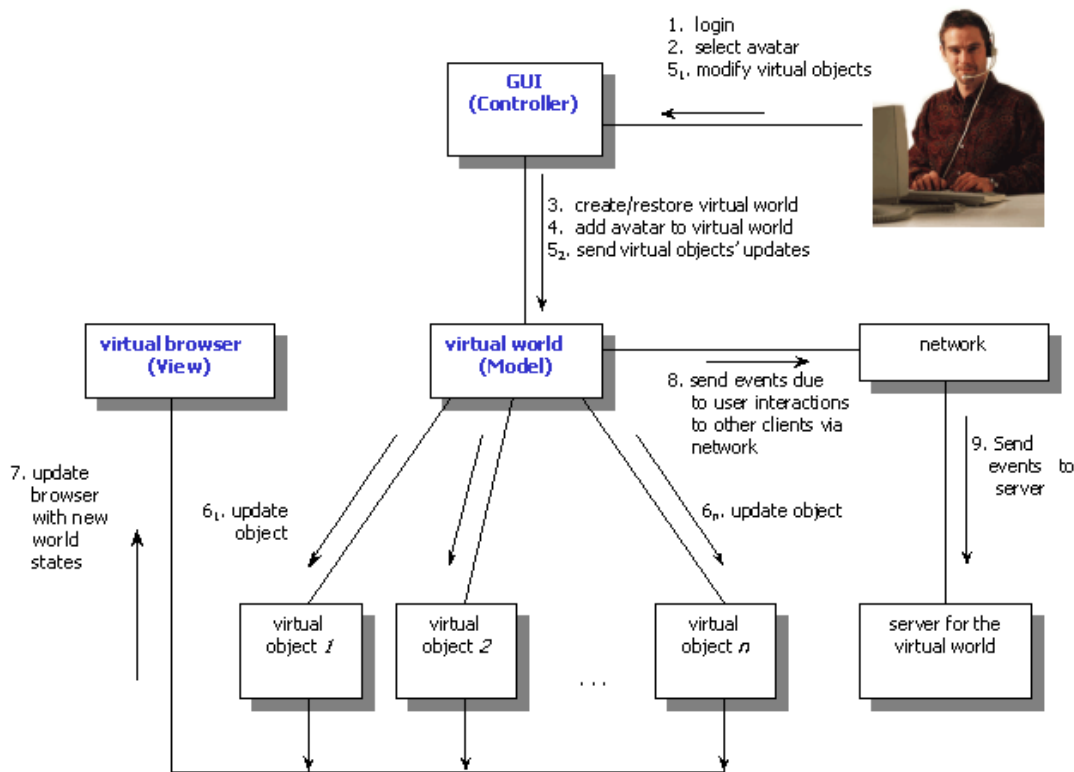 1. login
2. select avatar
5₁. modify virtual objects
GUI
(Controller)
3. create/restore virtual world
4. add avatar to virtual world
5₂. send virtual objects' updates
virtual browser
(View)
virtual world
(Model)
network
8. send events due
to user interactions
to other clients via
network
9. Send
events to
server
7. update
browser
with new
world
states
6₁. update
object
6ₙ. update object
virtual
object 1
virtual
object 2
. . .
virtual
object n
server for the
virtual world